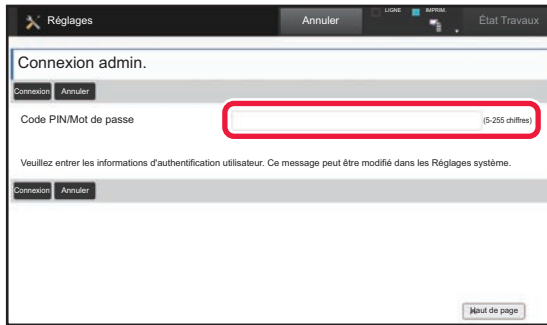 Réglages
Annuler
LIGNE
IMPRIM.
État Travaux
Connexion admin.
Connexion Annuler
Code PIN/Mot de passe
(5-255 chiffres)
Veuillez entrer les informations d'authentification utilisateur. Ce message peut être modifié dans les Réglages système.
Connexion Annuler
Haut de page